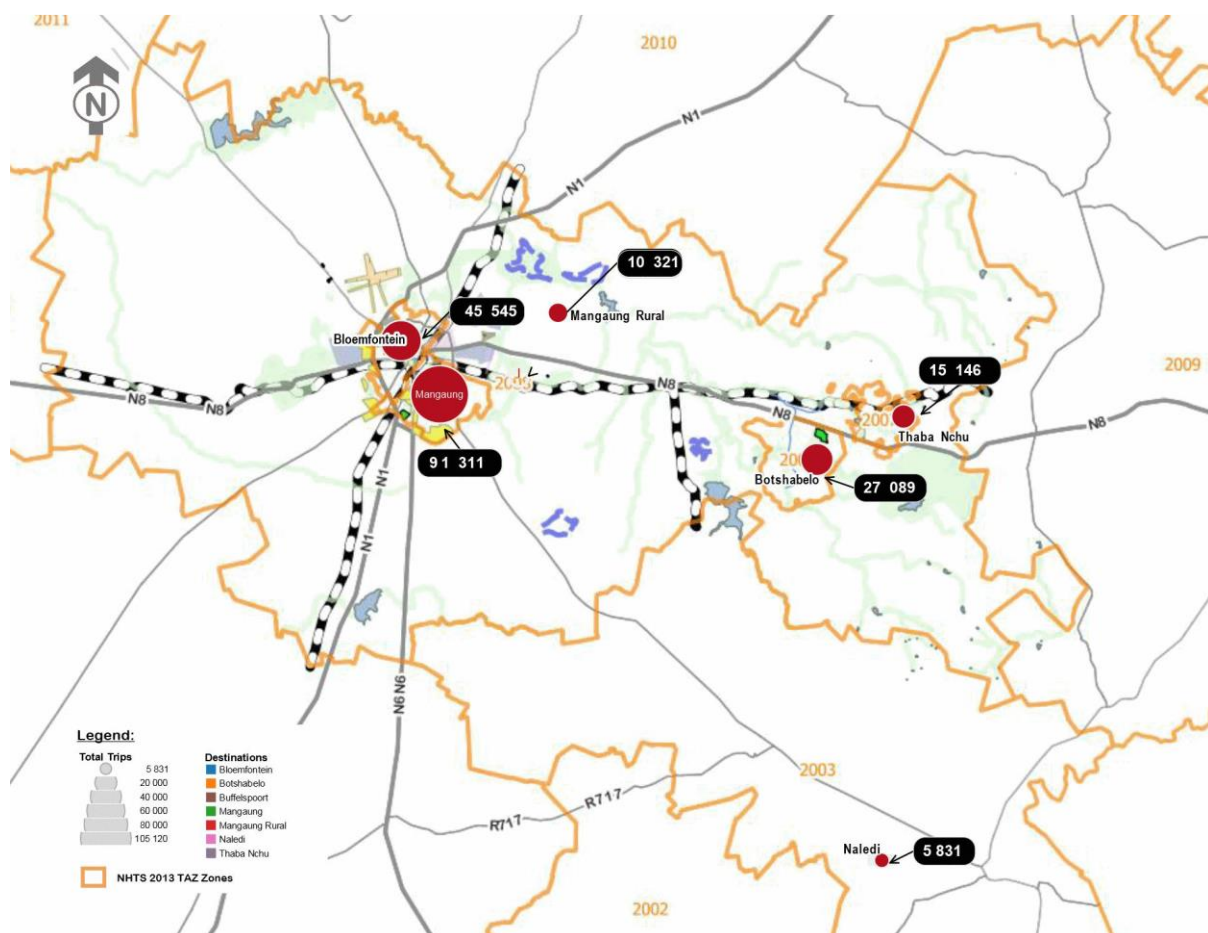 2011
2010
N
N1
N1
10 321
45 545
Mangaung Rural
Bloemfontein
15 146
2009
N8
Mangaung
N8
N8
N8
N8
Thaba Nchu
Botshabelo
91 311
27 089
N1
N1
N6
N6
Legend:
Total Trips
5 831
20 000
40 000
60 000
80 000
105 120
Destinations
Bloemfontein
Botshabelo
Buffelspoort
Mangaung
Mangaung Rural
Naledi
Thaba Nchu
NHTS 2013 TAZ Zones
2003
R717
R717
Naledi
5 831
2002